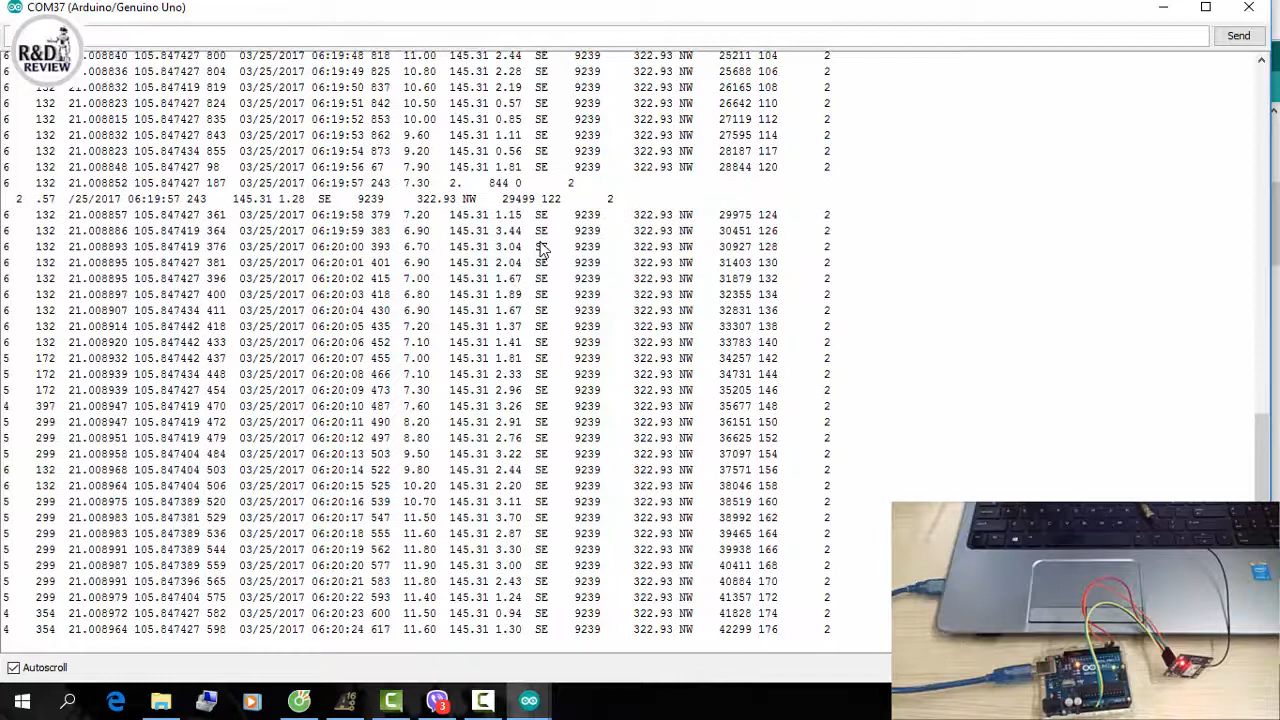 COM37 (Arduino/Genuino Uno)
R&D
REVIEW
Send
6 21.008840 105.847427 800 03/25/2017 06:19:48 818 11.00 145.31 2.44 SE 9239 322.93 NW 25211 104 2
6 21.008836 105.847427 804 03/25/2017 06:19:49 825 10.80 145.31 2.28 SE 9239 322.93 NW 25688 106 2
6 132 21.008832 105.847419 819 03/25/2017 06:19:50 837 10.60 145.31 2.19 SE 9239 322.93 NW 26165 108 2
6 132 21.008823 105.847427 824 03/25/2017 06:19:51 842 10.50 145.31 0.57 SE 9239 322.93 NW 26642 110 2
6 132 21.008815 105.847427 835 03/25/2017 06:19:52 853 10.00 145.31 0.85 SE 9239 322.93 NW 27119 112 2
6 132 21.008832 105.847427 843 03/25/2017 06:19:53 862 9.60 145.31 1.11 SE 9239 322.93 NW 27595 114 2
6 132 21.008823 105.847434 855 03/25/2017 06:19:54 873 9.20 145.31 0.56 SE 9239 322.93 NW 28187 117 2
6 132 21.008848 105.847427 98 03/25/2017 06:19:56 67 7.90 145.31 1.81 SE 9239 322.93 NW 28844 120 2
6 132 21.008852 105.847427 187 03/25/2017 06:19:57 243 7.30 2. 844 0 2
2 .57 /25/2017 06:19:57 243 145.31 1.28 SE 9239 322.93 NW 29499 122 2
6 132 21.008857 105.847427 361 03/25/2017 06:19:58 379 7.20 145.31 1.15 SE 9239 322.93 NW 29975 124 2
6 132 21.008886 105.847419 364 03/25/2017 06:19:59 383 6.90 145.31 3.44 SE 9239 322.93 NW 30451 126 2
6 132 21.008893 105.847419 376 03/25/2017 06:20:00 393 6.70 145.31 3.04 SE 9239 322.93 NW 30927 128 2
6 132 21.008895 105.847427 381 03/25/2017 06:20:01 401 6.90 145.31 2.04 SE 9239 322.93 NW 31403 130 2
6 132 21.008895 105.847427 396 03/25/2017 06:20:02 415 7.00 145.31 1.67 SE 9239 322.93 NW 31879 132 2
6 132 21.008897 105.847427 400 03/25/2017 06:20:03 418 6.80 145.31 1.89 SE 9239 322.93 NW 32355 134 2
6 132 21.008907 105.847434 411 03/25/2017 06:20:04 430 6.90 145.31 1.67 SE 9239 322.93 NW 32831 136 2
6 132 21.008914 105.847442 418 03/25/2017 06:20:05 435 7.20 145.31 1.37 SE 9239 322.93 NW 33307 138 2
6 132 21.008920 105.847442 433 03/25/2017 06:20:06 452 7.10 145.31 1.41 SE 9239 322.93 NW 33783 140 2
5 172 21.008932 105.847442 437 03/25/2017 06:20:07 455 7.00 145.31 1.81 SE 9239 322.93 NW 34257 142 2
5 172 21.008939 105.847434 448 03/25/2017 06:20:08 466 7.10 145.31 2.33 SE 9239 322.93 NW 34731 144 2
5 172 21.008939 105.847427 454 03/25/2017 06:20:09 473 7.30 145.31 2.96 SE 9239 322.93 NW 35205 146 2
4 397 21.008947 105.847419 470 03/25/2017 06:20:10 487 7.60 145.31 3.26 SE 9239 322.93 NW 35677 148 2
5 299 21.008947 105.847419 472 03/25/2017 06:20:11 490 8.20 145.31 2.91 SE 9239 322.93 NW 36151 150 2
5 299 21.008951 105.847419 479 03/25/2017 06:20:12 497 8.80 145.31 2.76 SE 9239 322.93 NW 36625 152 2
5 299 21.008958 105.847404 484 03/25/2017 06:20:13 503 9.50 145.31 3.22 SE 9239 322.93 NW 37097 154 2
6 132 21.008968 105.847404 503 03/25/2017 06:20:14 522 9.80 145.31 2.44 SE 9239 322.93 NW 37571 156 2
6 132 21.008964 105.847404 506 03/25/2017 06:20:15 525 10.20 145.31 2.20 SE 9239 322.93 NW 38046 158 2
5 299 21.008975 105.847389 520 03/25/2017 06:20:16 539 10.70 145.31 3.11 SE 9239 322.93 NW 38519 160 2
5 299 21.008983 105.847381 529 03/25/2017 06:20:17 547 11.50 145.31 3.70 SE 9239 322.93 NW 38992 162 2
5 299 21.008983 105.847389 536 03/25/2017 06:20:18 555 11.60 145.31 2.87 SE 9239 322.93 NW 39465 164 2
5 299 21.008991 105.847389 544 03/25/2017 06:20:19 562 11.80 145.31 3.30 SE 9239 322.93 NW 39938 166 2
5 299 21.008987 105.847389 559 03/25/2017 06:20:20 577 11.90 145.31 3.00 SE 9239 322.93 NW 40411 168 2
5 299 21.008991 105.847396 565 03/25/2017 06:20:21 583 11.80 145.31 2.43 SE 9239 322.93 NW 40884 170 2
5 299 21.008979 105.847404 575 03/25/2017 06:20:22 593 11.40 145.31 1.24 SE 9239 322.93 NW 41357 172 2
4 354 21.008972 105.847427 582 03/25/2017 06:20:23 600 11.50 145.31 0.94 SE 9239 322.93 NW 41828 174 2
4 354 21.008964 105.847427 598 03/25/2017 06:20:24 617 11.60 145.31 1.30 SE 9239 322.93 NW 42299 176 2
Autoscroll
3